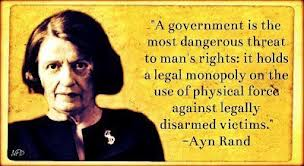 "A government is the
most dangerous threat
to man's rights: it holds
a legal monopoly on the
use of physical force
against legally
disarmed victims."
~Ayn Rand